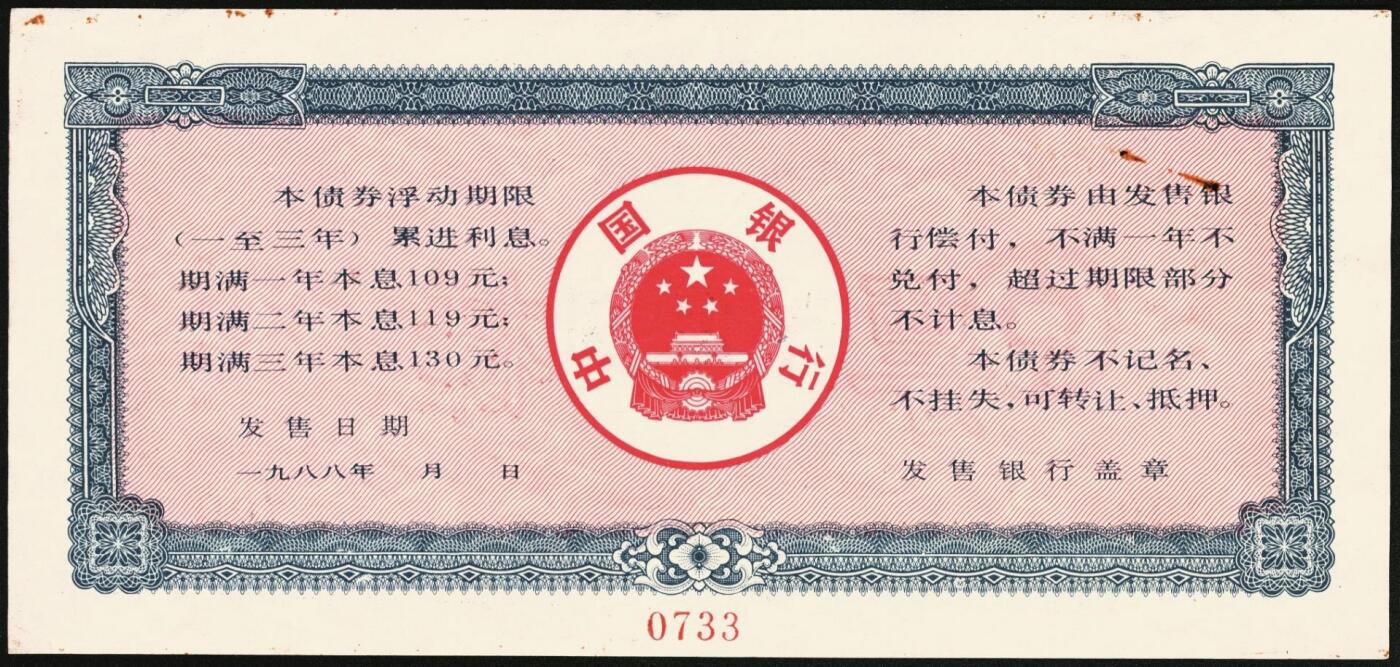 本债券浮动期限
(一至三年) 累进利息。
期满一年本息109元;
期满二年本息119元;
期满三年本息130元。
发售日期
一九八八年 月 日
中国银行
本债券由发售银
行偿付，不满一年不
兑付，超过期限部分
不计息。
本债券不记名、
不挂失，可转让、抵押。
发售银行盖章
0733